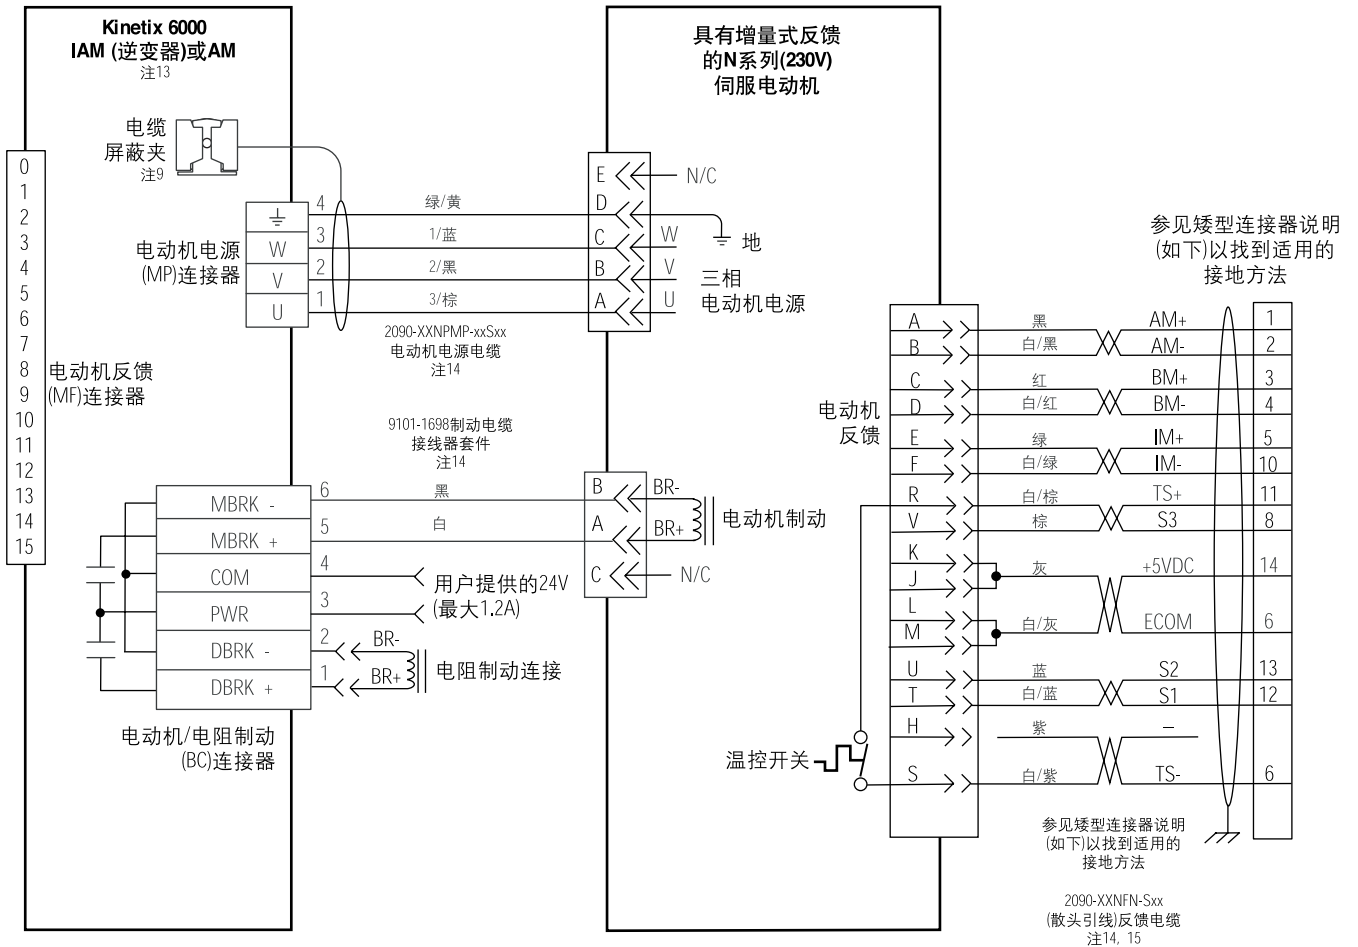 Kinetix 6000
IAM (逆变器)或AM
注13
电缆
屏蔽夹
注9
0
1
2
3
4
5
6
7
8
9
10
11
12
13
14
15
电动机反馈
(MF)连接器
电动机电源
(MP)连接器
W
V
U
4
3
2
1
绿/黄
1/蓝
2/黑
3/棕
2090-XXNPMP-xxSxx
电动机电源电缆
注14
9101-1698制动电缆
接线器套件
注14
MBRK -
MBRK +
COM
PWR
DBRK -
DBRK +
6
5
4
3
2
1
黑
白
用户提供的24V
(最大1.2A)
BR-
BR+
电阻制动连接
电动机/电阻制动
(BC)连接器
具有增量式反馈
的N系列(230V)
伺服电动机
E
D
C
B
A
N/C
地
W
V
U
三相
电动机电源
B
A
C
BR-
BR+
N/C
电动机制动
电动机
反馈
温控开关
A
B
C
D
E
F
R
V
K
J
L
M
U
T
H
S
黑
白/黑
红
白/红
绿
白/绿
白/棕
棕
灰
白/灰
蓝
白/蓝
紫
白/紫
AM+
AM-
BM+
BM-
IM+
IM-
TS+
S3
+5VDC
ECOM
S2
S1
–
TS-
1
2
3
4
5
10
11
8
14
6
13
12
6
参见矮型连接器说明
(如下)以找到适用的
接地方法
参见矮型连接器说明
(如下)以找到适用的
接地方法
2090-XXNFN-Sxx
(散头引线)反馈电缆
注14, 15